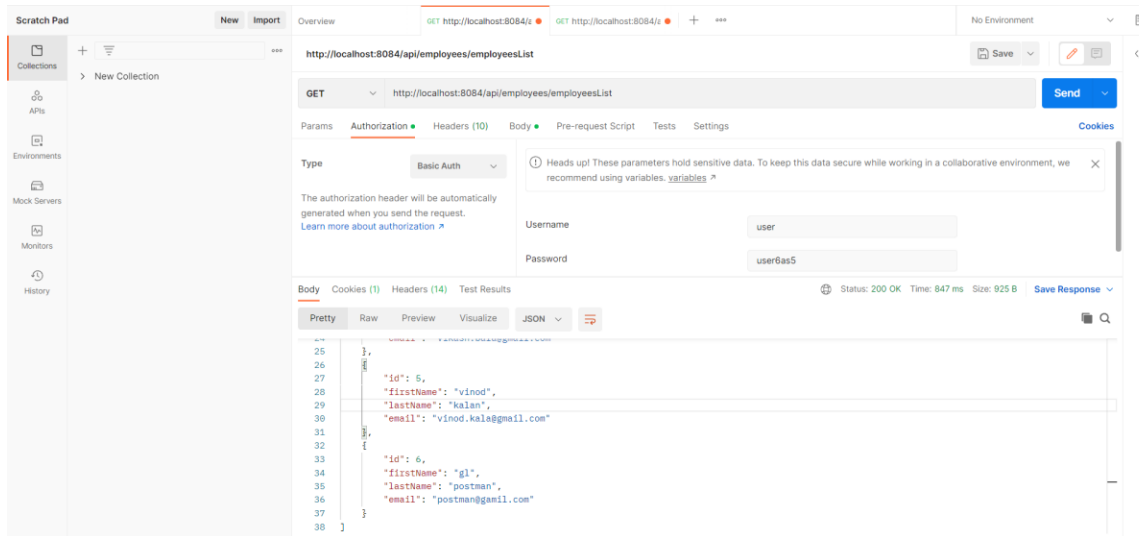 Scratch Pad New Import Overview GET http://localhost:8084/a GET http://localhost:8084/a No Environment
http://localhost:8084/api/employees/employeesList Save
Collections
New Collection
GET http://localhost:8084/api/employees/employeesList Send
APIs
Params Authorization Headers (10) Body Pre-request Script Tests Settings Cookies
Environments
Type Basic Auth
Heads up! These parameters hold sensitive data. To keep this data secure while working in a collaborative environment, we
recommend using variables. variables
Mock Servers
The authorization header will be automatically
generated when you send the request.
Learn more about authorization
Username user
Monitors
Password user6as5
History
Body Cookies (1) Headers (14) Test Results Status: 200 OK Time: 847 ms Size: 925 B Save Response
Pretty Raw Preview Visualize JSON
24
25 },
26 {
27 "id": 5,
28 "firstName": "vinod",
29 "lastName": "kalan",
30 "email": "vinod.kala@gmail.com"
31 },
32 {
33 "id": 6,
34 "firstName": "gl",
35 "lastName": "postman",
36 "email": "postman@gamil.com"
37 }
38 ]